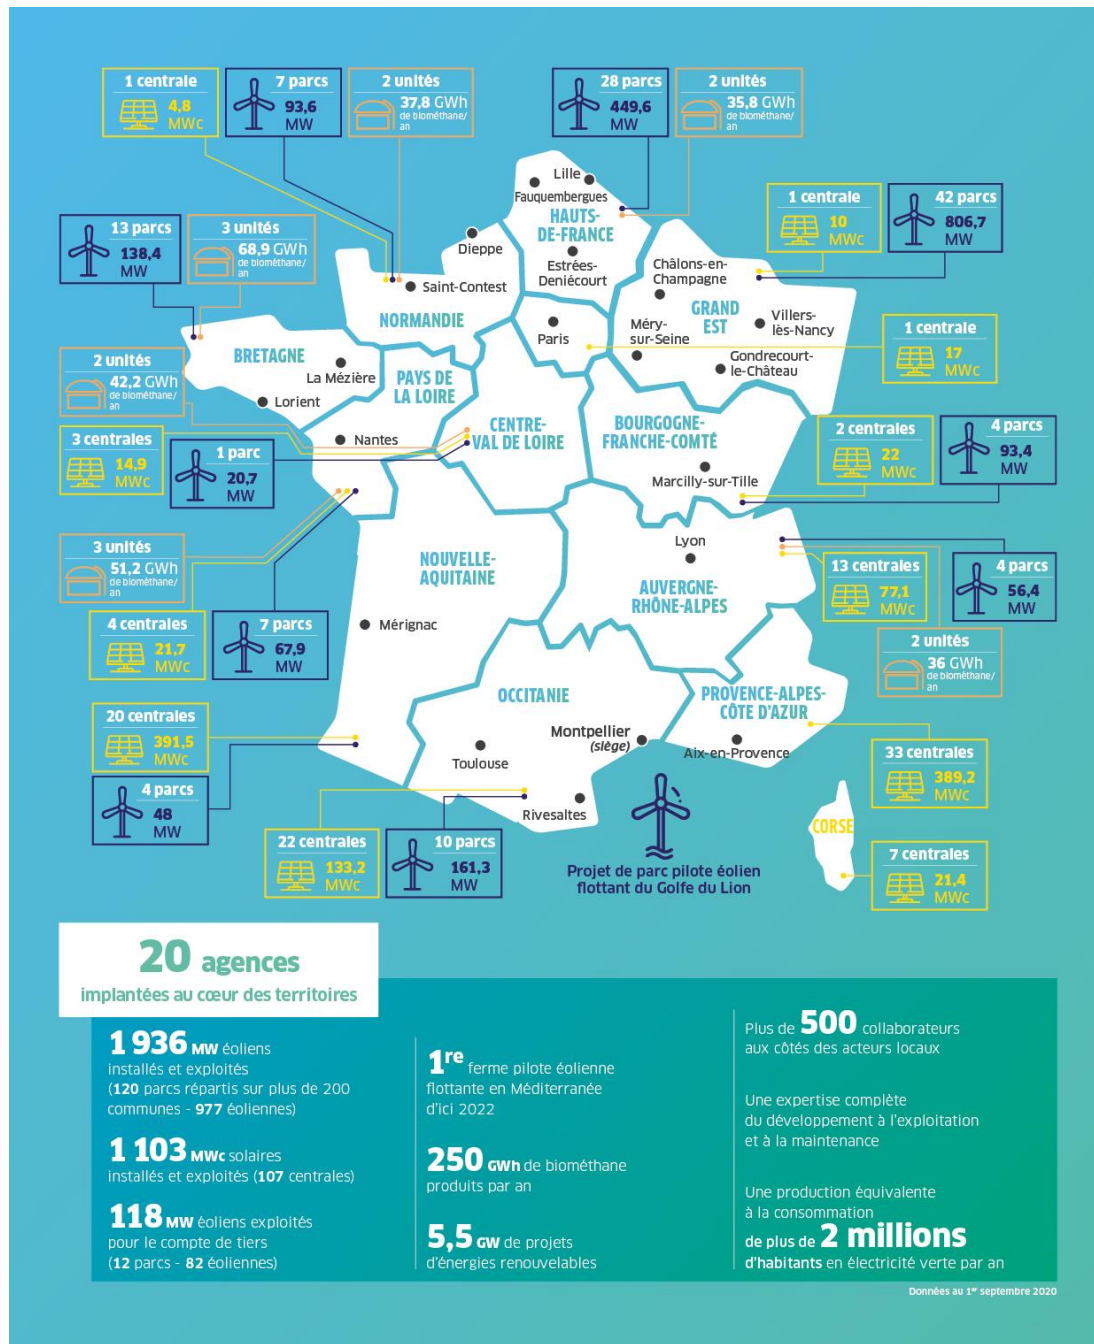 1 centrale
4,8
MWc
7 parcs
93,6
MW
2 unités
37,8 GWh
de biométhane/
an
28 parcs
449,6
MW
2 unités
35,8 GWh
de biométhane/
an
1 centrale
10
MWc
42 parcs
806,7
MW
13 parcs
138,4
MW
3 unités
68,9 GWh
de biométhane/
an
Lille
Fauquembergues
HAUTS-
DE-FRANCE
Estrées-
Deniécourt
Dieppe
Saint-Contest
NORMANDIE
Châlons-en-
Champagne
GRAND
EST
Villers-
lès-Nancy
Méry-
sur-Seine
Gondrecourt-
le-Château
Paris
1 centrale
17
MWc
BRETAGNE
La Mézière
Lorient
PAYS DE
LA LOIRE
Nantes
CENTRE-
VAL DE LOIRE
BOURGOGNE-
FRANCHE-COMTÉ
Marcilly-sur-Tille
2 unités
42,2 GWh
de biométhane/
an
3 centrales
14,9
MWc
1 parc
20,7
MW
2 centrales
22
MWc
4 parcs
93,4
MW
3 unités
51,2 GWh
de biométhane/
an
4 centrales
21,7
MWc
7 parcs
67,9
MW
NOUVELLE-
AQUITAINE
Mérignac
Lyon
AUVERGNE-
RHÔNE-ALPES
13 centrales
77,1
MWc
4 parcs
56,4
MW
2 unités
36 GWh
de biométhane/
an
20 centrales
391,5
MWc
4 parcs
48
MW
OCCITANIE
Toulouse
Montpellier
(siège)
Rivesaltes
PROVENCE-ALPES-
CÔTE D'AZUR
Aix-en-Provence
33 centrales
389,2
MWc
22 centrales
133,2
MWc
10 parcs
161,3
MW
Projet de parc pilote éolien
flottant du Golfe du Lion
CORSE
7 centrales
21,4
MWc
20 agences
implantées au cœur des territoires
1 936 MW éoliens
installés et exploités
(120 parcs répartis sur plus de 200
communes - 977 éoliennes)
1 103 MWc solaires
installés et exploités (107 centrales)
118 MW éoliens exploités
pour le compte de tiers
(12 parcs - 82 éoliennes)
1re ferme pilote éolienne
flottante en Méditerranée
d'ici 2022
250 GWh de biométhane
produits par an
5,5 GW de projets
d'énergies renouvelables
Plus de 500 collaborateurs
aux côtés des acteurs locaux
Une expertise complète
du développement à l'exploitation
et à la maintenance
Une production équivalente
à la consommation
de plus de 2 millions
d'habitants en électricité verte par an
Données au 1er septembre 2020